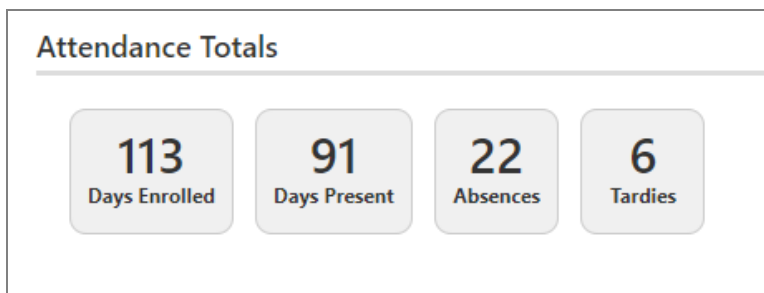 Attendance Totals
113 91 22 6
Days Enrolled Days Present Absences Tardies